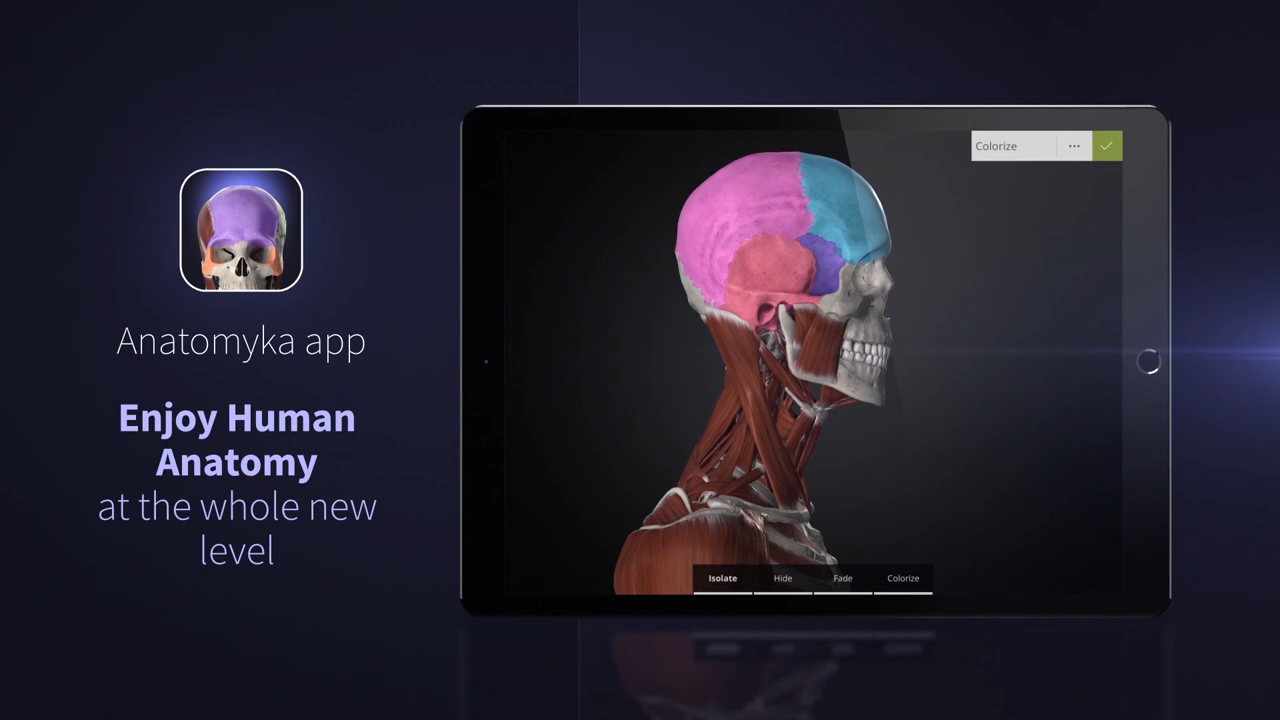 Anatomyka app
Enjoy Human
Anatomy
at the whole new
level
Colorize
Isolate Hide Fade Colorize